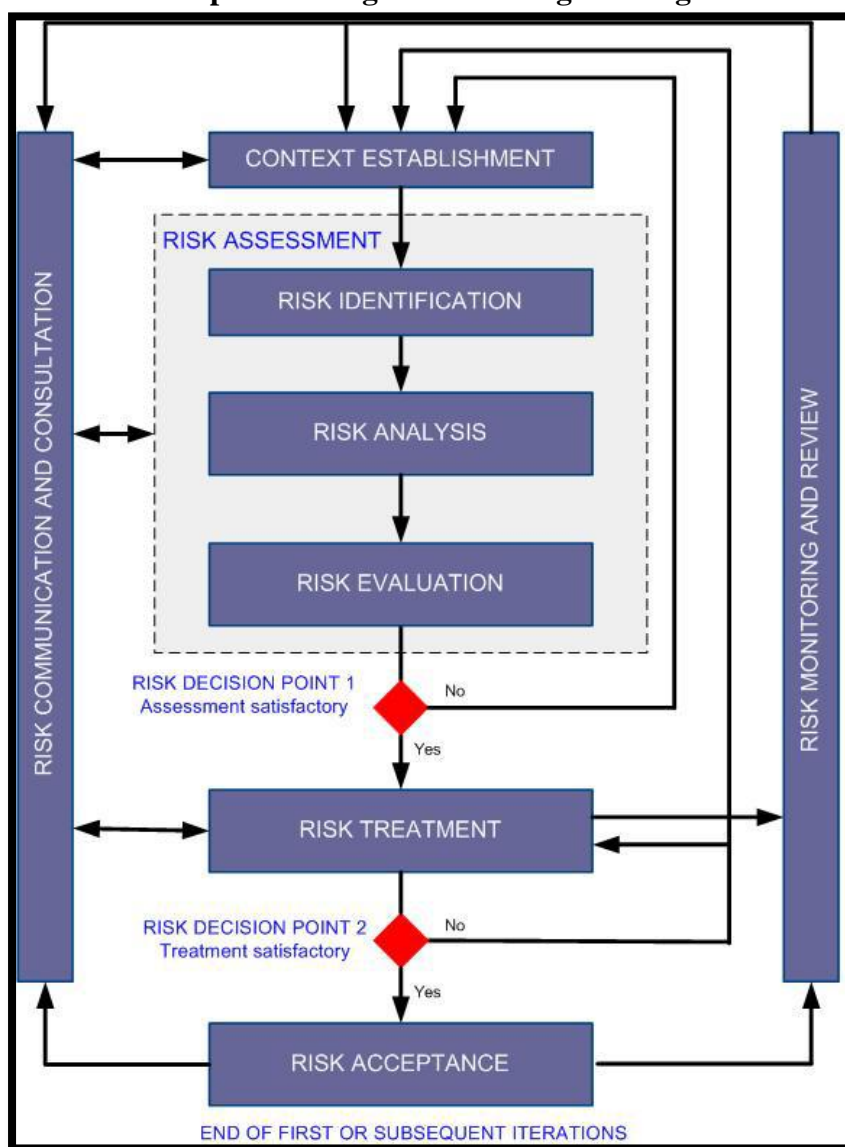 CONTEXT ESTABLISHMENT
RISK ASSESSMENT
RISK IDENTIFICATION
RISK ANALYSIS
RISK EVALUATION
RISK DECISION POINT 1
Assessment satisfactory
No
Yes
RISK TREATMENT
RISK DECISION POINT 2
Treatment satisfactory
No
Yes
RISK ACCEPTANCE
END OF FIRST OR SUBSEQUENT ITERATIONS
RISK COMMUNICATION AND CONSULTATION
RISK MONITORING AND REVIEW